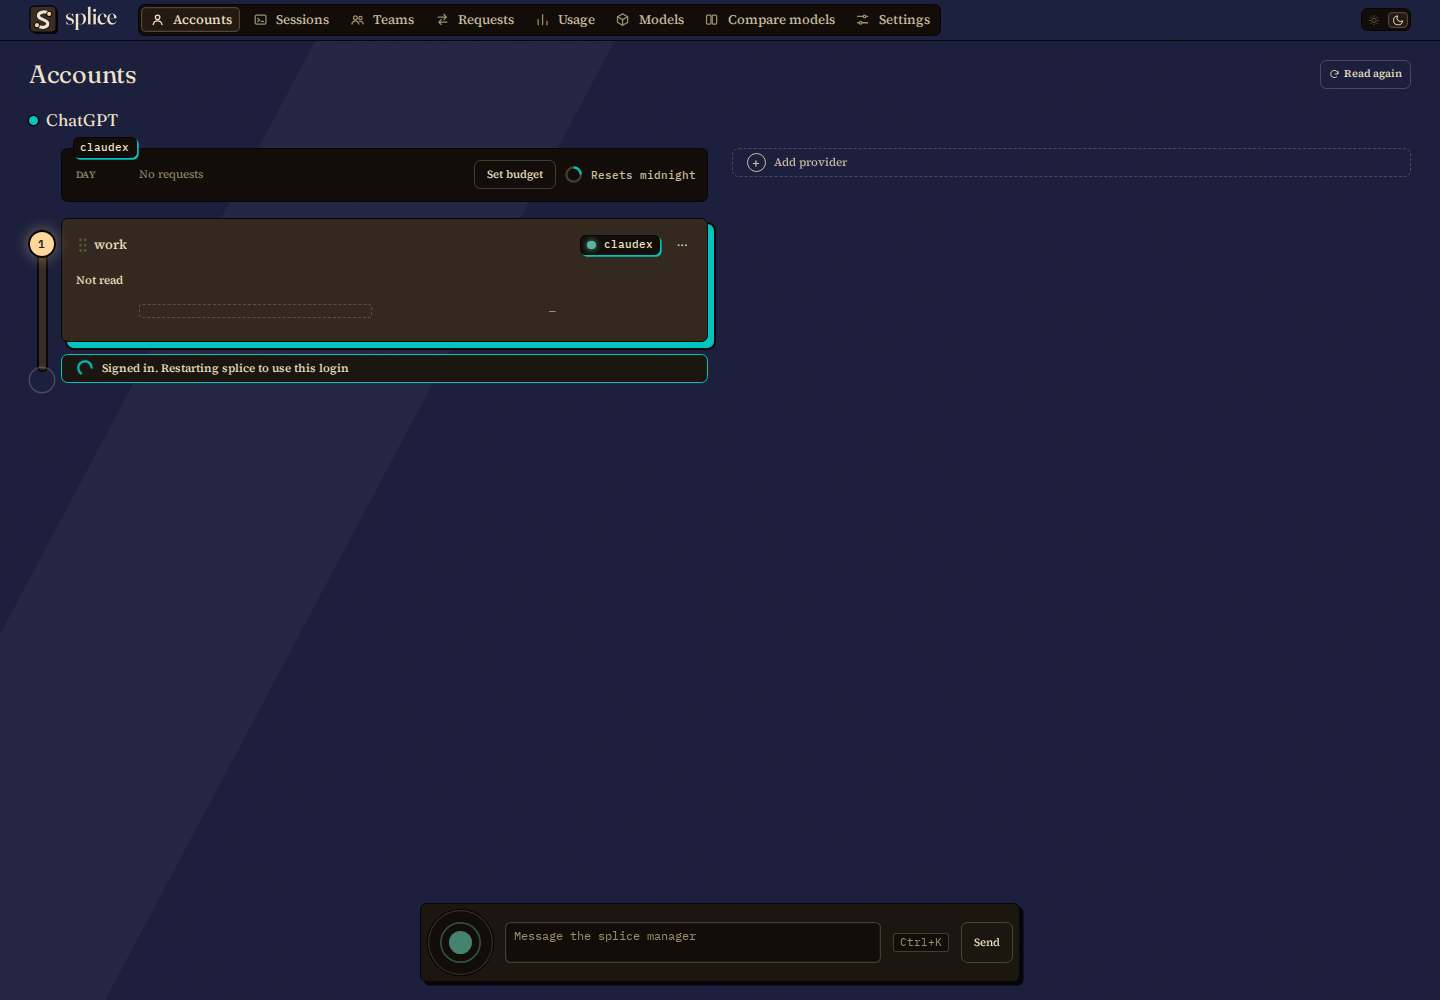 splice
Accounts
Sessions
Teams
Requests
Usage
Models
Compare models
Settings
Accounts
Read again
ChatGPT
claudex
DAY
No requests
Set budget
Resets midnight
Add provider
1
work
claudex
...
Not read
—
Signed in. Restarting splice to use this login
Message the splice manager
Ctrl+K
Send